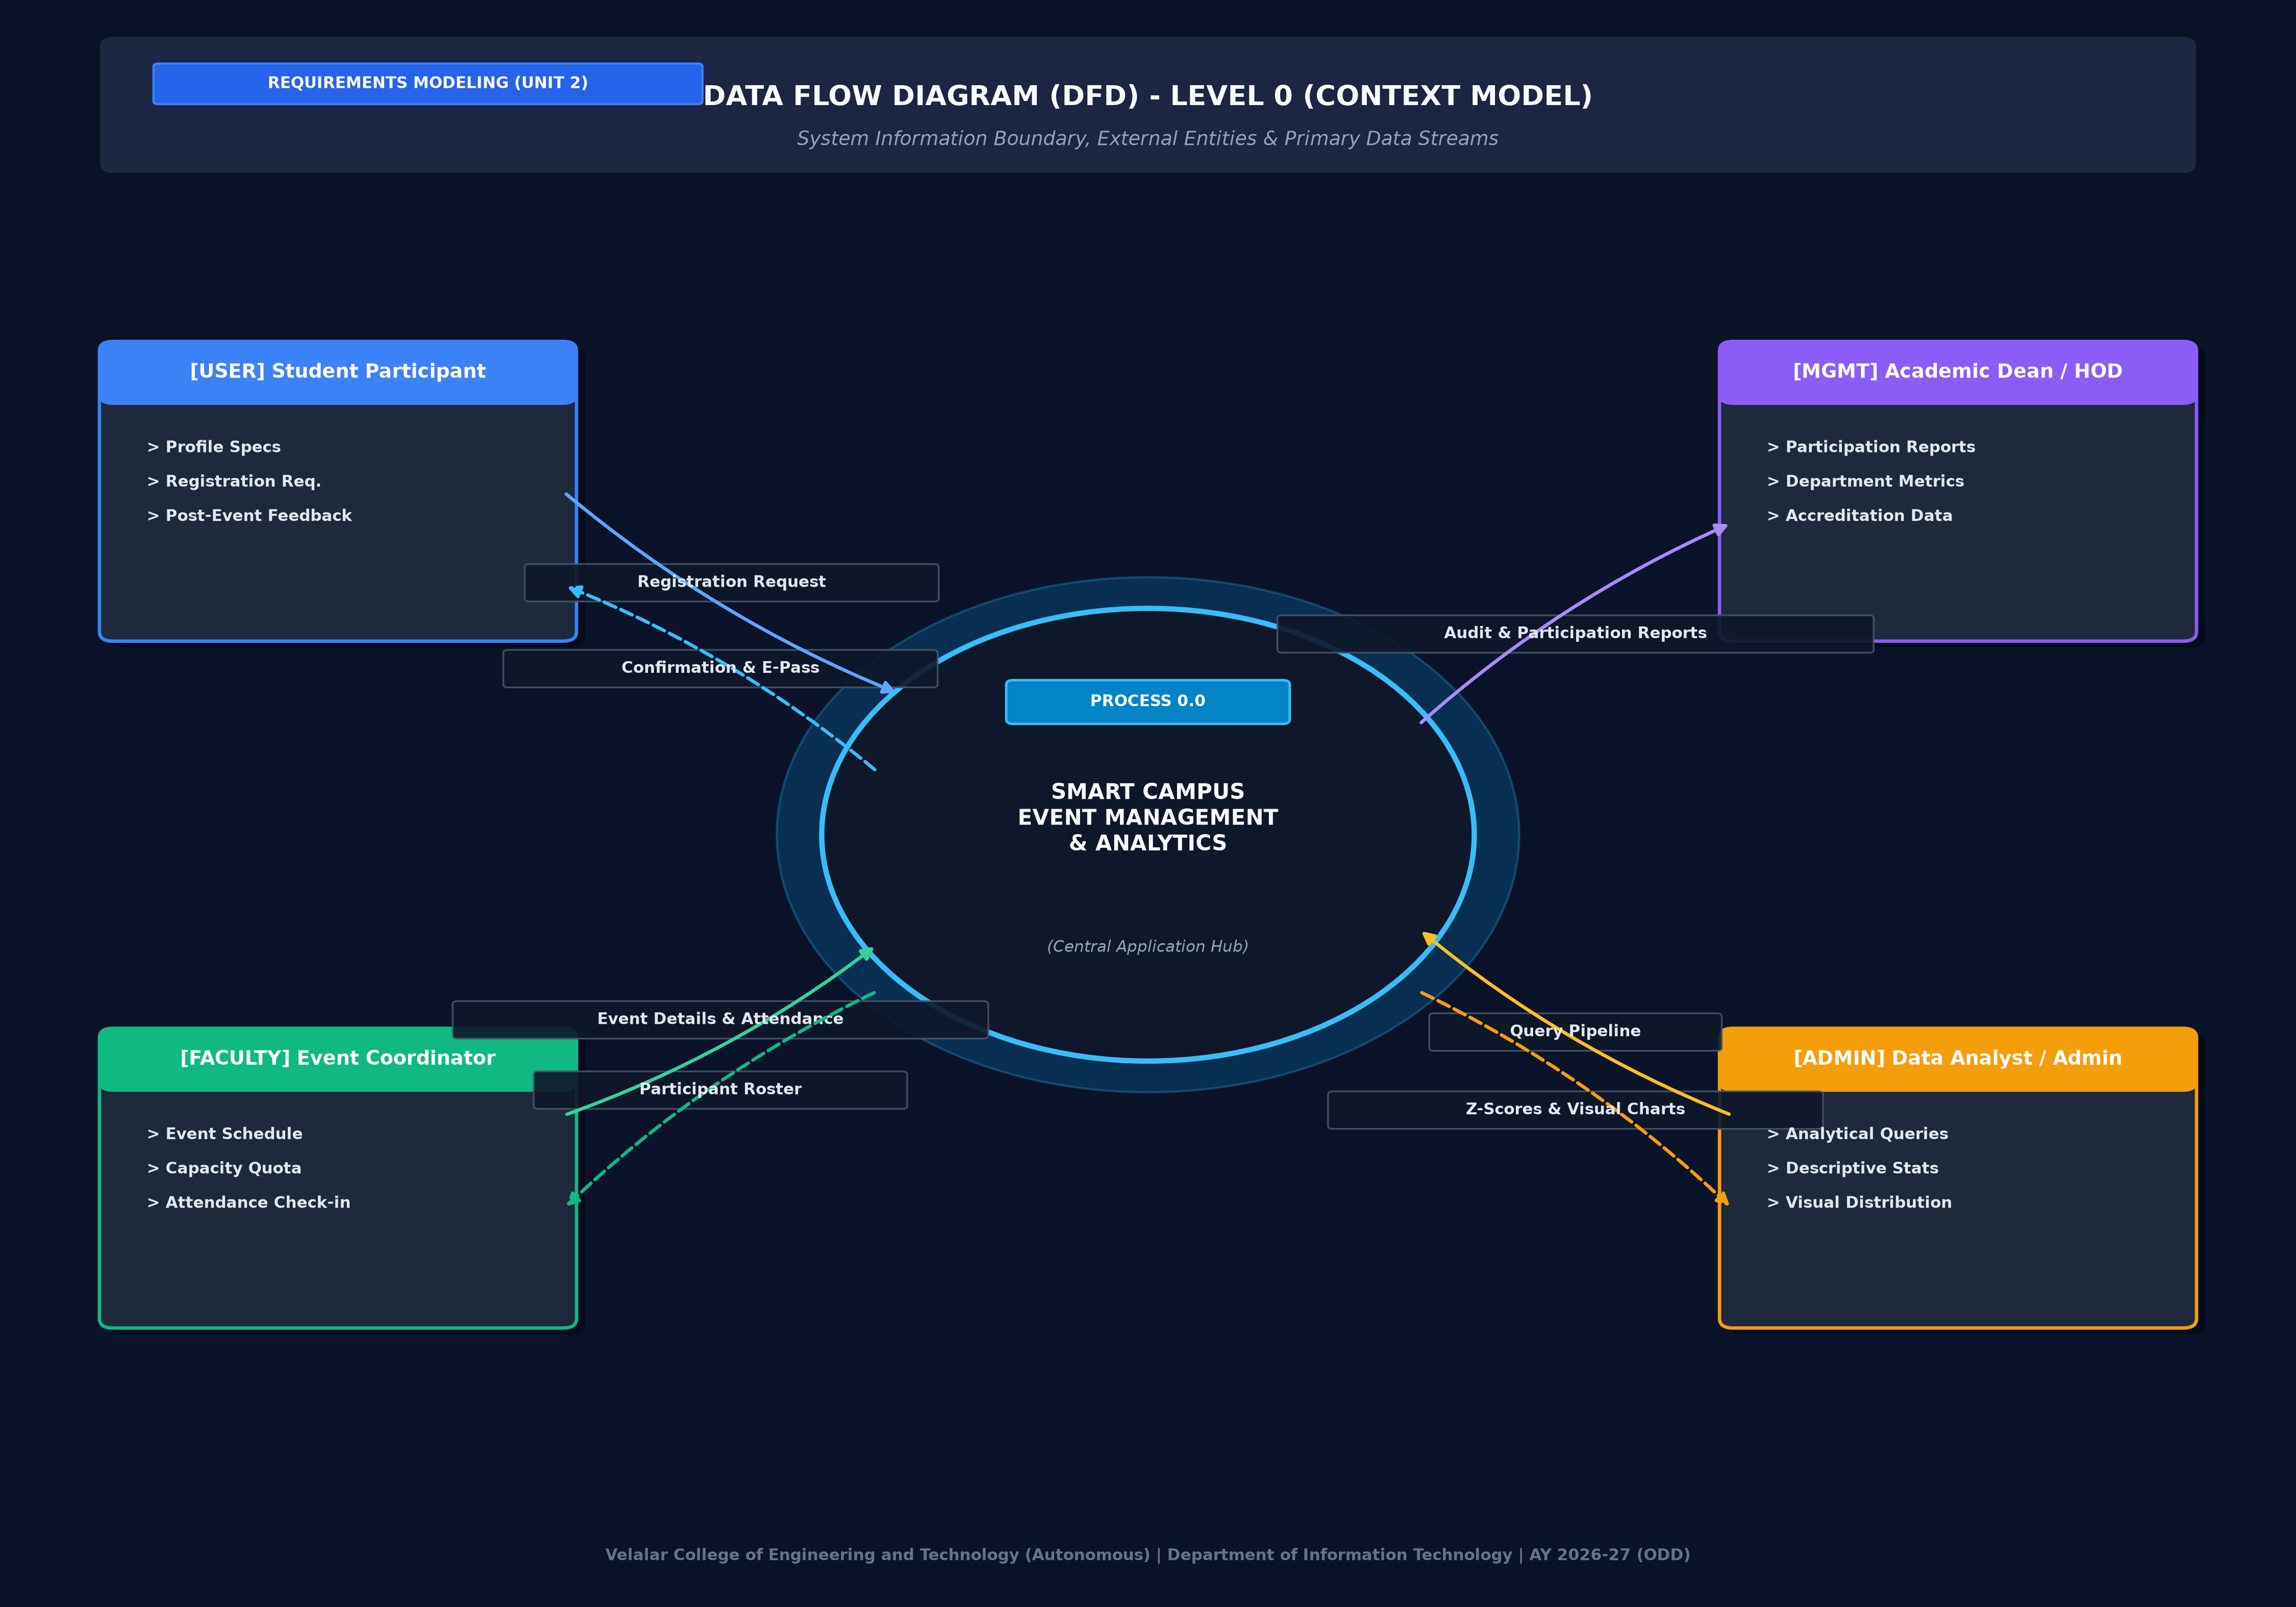 REQUIREMENTS MODELING (UNIT 2)
DATA FLOW DIAGRAM (DFD) - LEVEL 0 (CONTEXT MODEL)
System Information Boundary, External Entities & Primary Data Streams
[USER] Student Participant
> Profile Specs
> Registration Req.
> Post-Event Feedback
[MGMT] Academic Dean / HOD
> Participation Reports
> Department Metrics
> Accreditation Data
Registration Request
Confirmation & E-Pass
Audit & Participation Reports
PROCESS 0.0
SMART CAMPUS
EVENT MANAGEMENT
& ANALYTICS
(Central Application Hub)
Event Details & Attendance
Participant Roster
Query Pipeline
Z-Scores & Visual Charts
[FACULTY] Event Coordinator
> Event Schedule
> Capacity Quota
> Attendance Check-in
[ADMIN] Data Analyst / Admin
> Analytical Queries
> Descriptive Stats
> Visual Distribution
Velalar College of Engineering and Technology (Autonomous) | Department of Information Technology | AY 2026-27 (ODD)